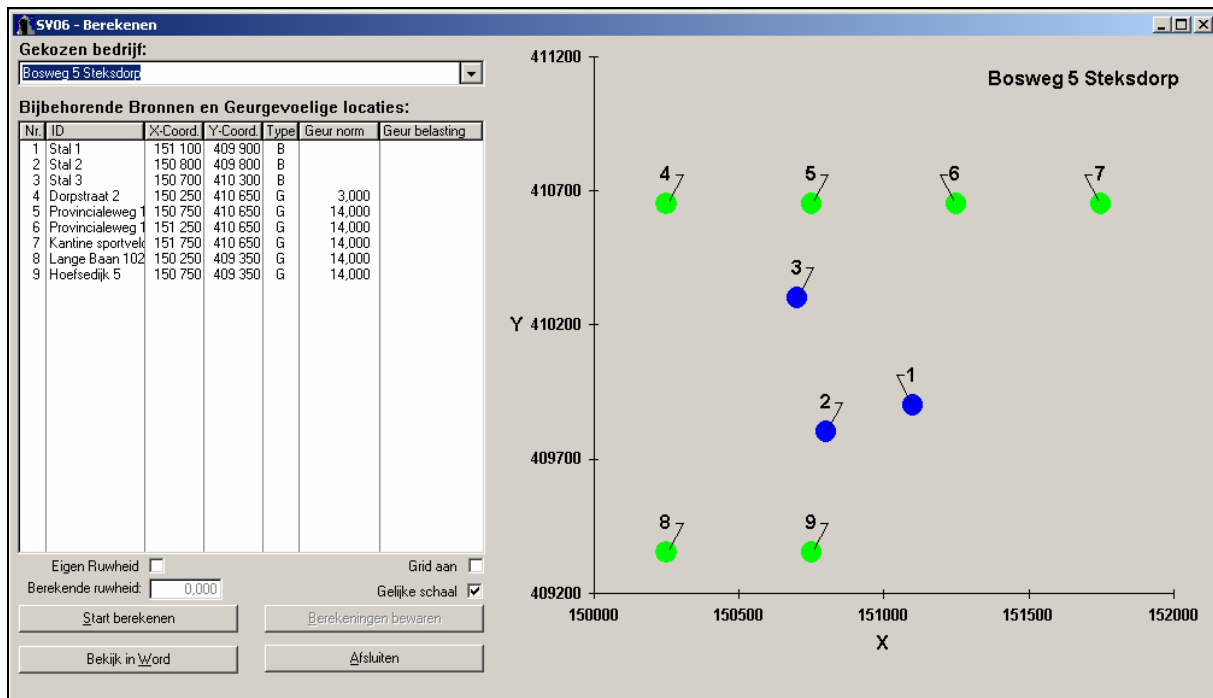 SV06 - Berekenen
Gekozen bedrijf:
Bosweg 5 Steksdorp
Bijbehorende Bronnen en Geurgevoelige locaties:
Nr. ID X-Coord. Y-Coord. Type Geur norm Geur belasting
1 Stal 1 151 100 409 900 B
2 Stal 2 150 800 409 800 B
3 Stal 3 150 700 410 300 B
4 Dorpstraat 2 150 250 410 650 G 3,000
5 Provincialeweg 1 150 750 410 650 G 14,000
6 Provincialeweg 1 151 250 410 650 G 14,000
7 Kantine sportveld 151 750 410 650 G 14,000
8 Lange Baan 102 150 250 409 350 G 14,000
9 Hoefsedijk 5 150 750 409 350 G 14,000
Eigen Ruwheid
Grid aan
Berekende ruwheid: 0,000
Gelijke schaal
Start berekenen
Berekeningen bewaren
Bekijk in Word
Afsluiten
Bosweg 5 Steksdorp
411200
410700
Y 410200
409700
409200
4 5 6 7
3
1
2
8 9
150000 150500 151000 151500 152000
X